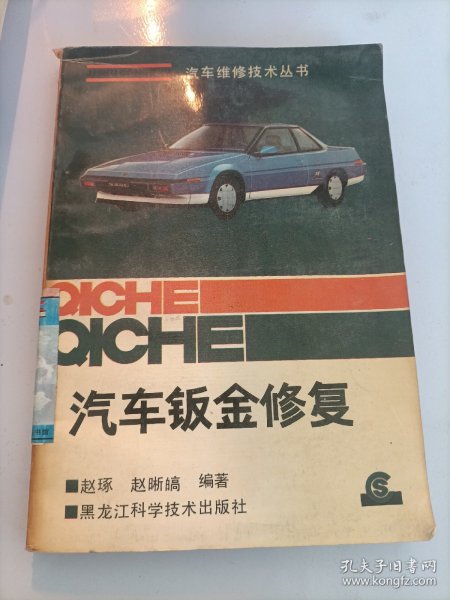 汽车维修技术丛书
QICHE
QICHE
汽车钣金修复
■赵琢 赵晰皜 编著
■黑龙江科学技术出版社
孔夫子旧书网
www.kongfz.com